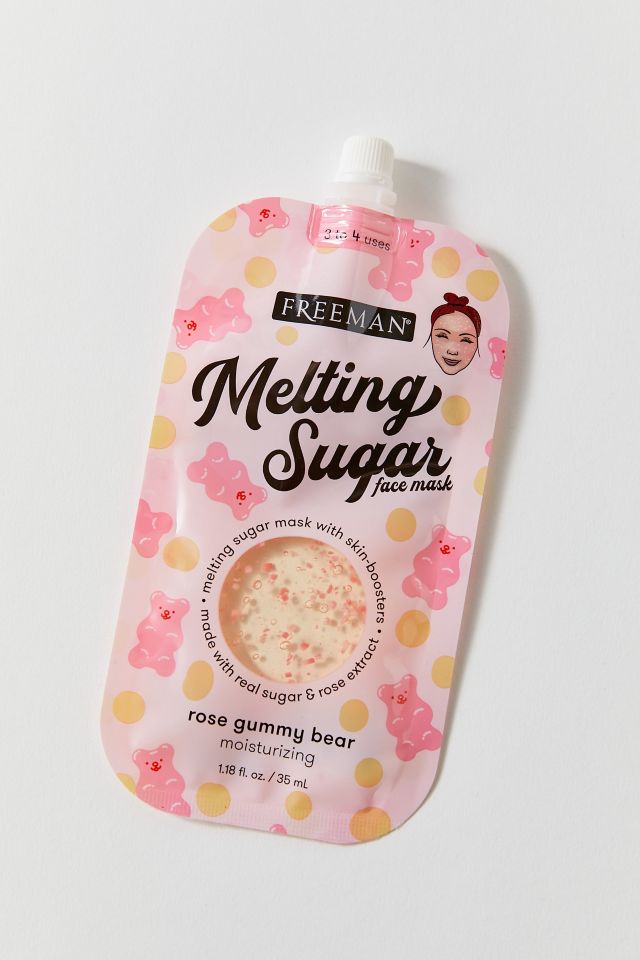 3 to 4 uses
FREEMAN®
Melting
Sugar
face mask
• melting sugar mask with skin-boosters •
made with real sugar & rose extract
rose gummy bear
moisturizing
1.18 fl. oz. / 35 mL